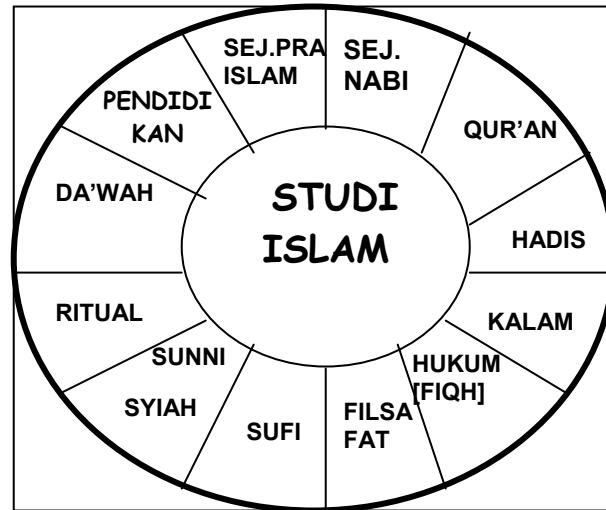 SEJ.PRA
ISLAM
SEJ.
NABI
QUR'AN
HADIS
KALAM
HUKUM
[FIQH]
FILSA
FAT
SUFI
SUNNI
SYIAH
RITUAL
DA'WAH
PENDIDI
KAN
STUDI
ISLAM